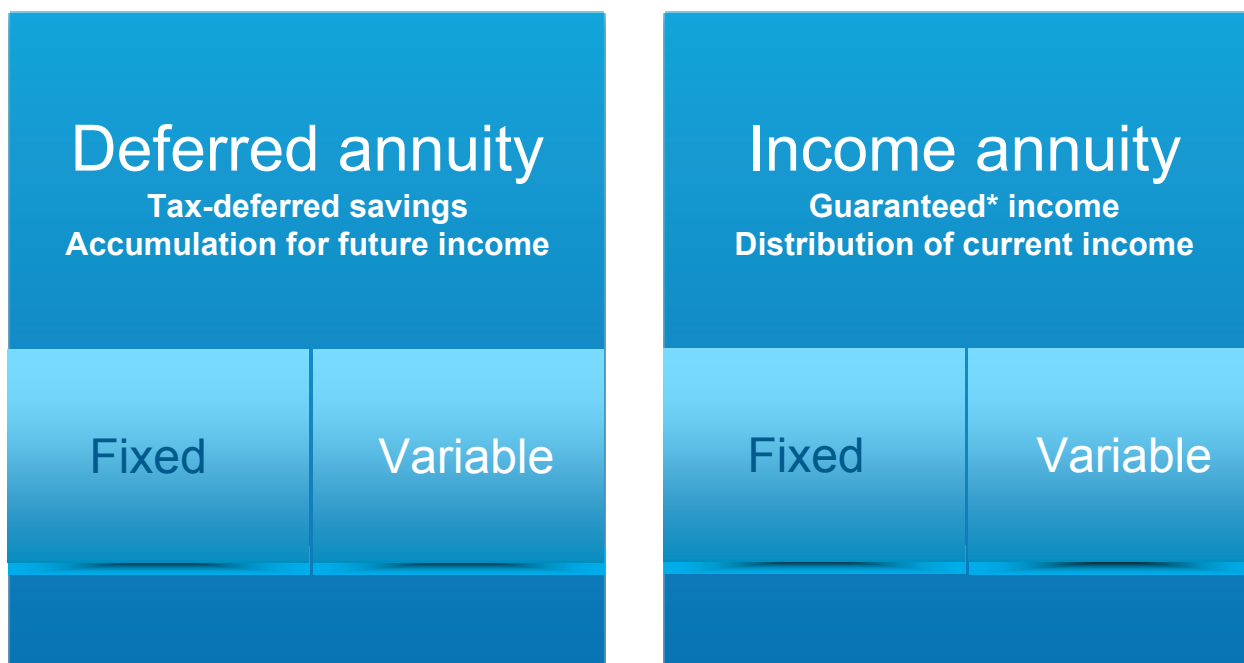 Deferred annuity
Tax-deferred savings
Accumulation for future income
Fixed
Variable
Income annuity
Guaranteed* income
Distribution of current income
Fixed
Variable